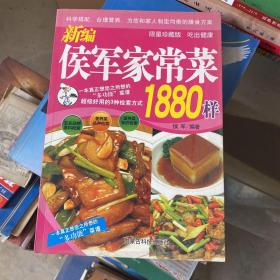 科学搭配,合理营养,为您和家人制定均衡的膳食方案
新编
限量珍藏版 吃出健康
侯军家常菜
一本真正想您之所想的
“多功能”菜谱
超级好用的3种检索方式
1880样
侯军/编著
一本真正想您之所想的
“多功能”菜谱